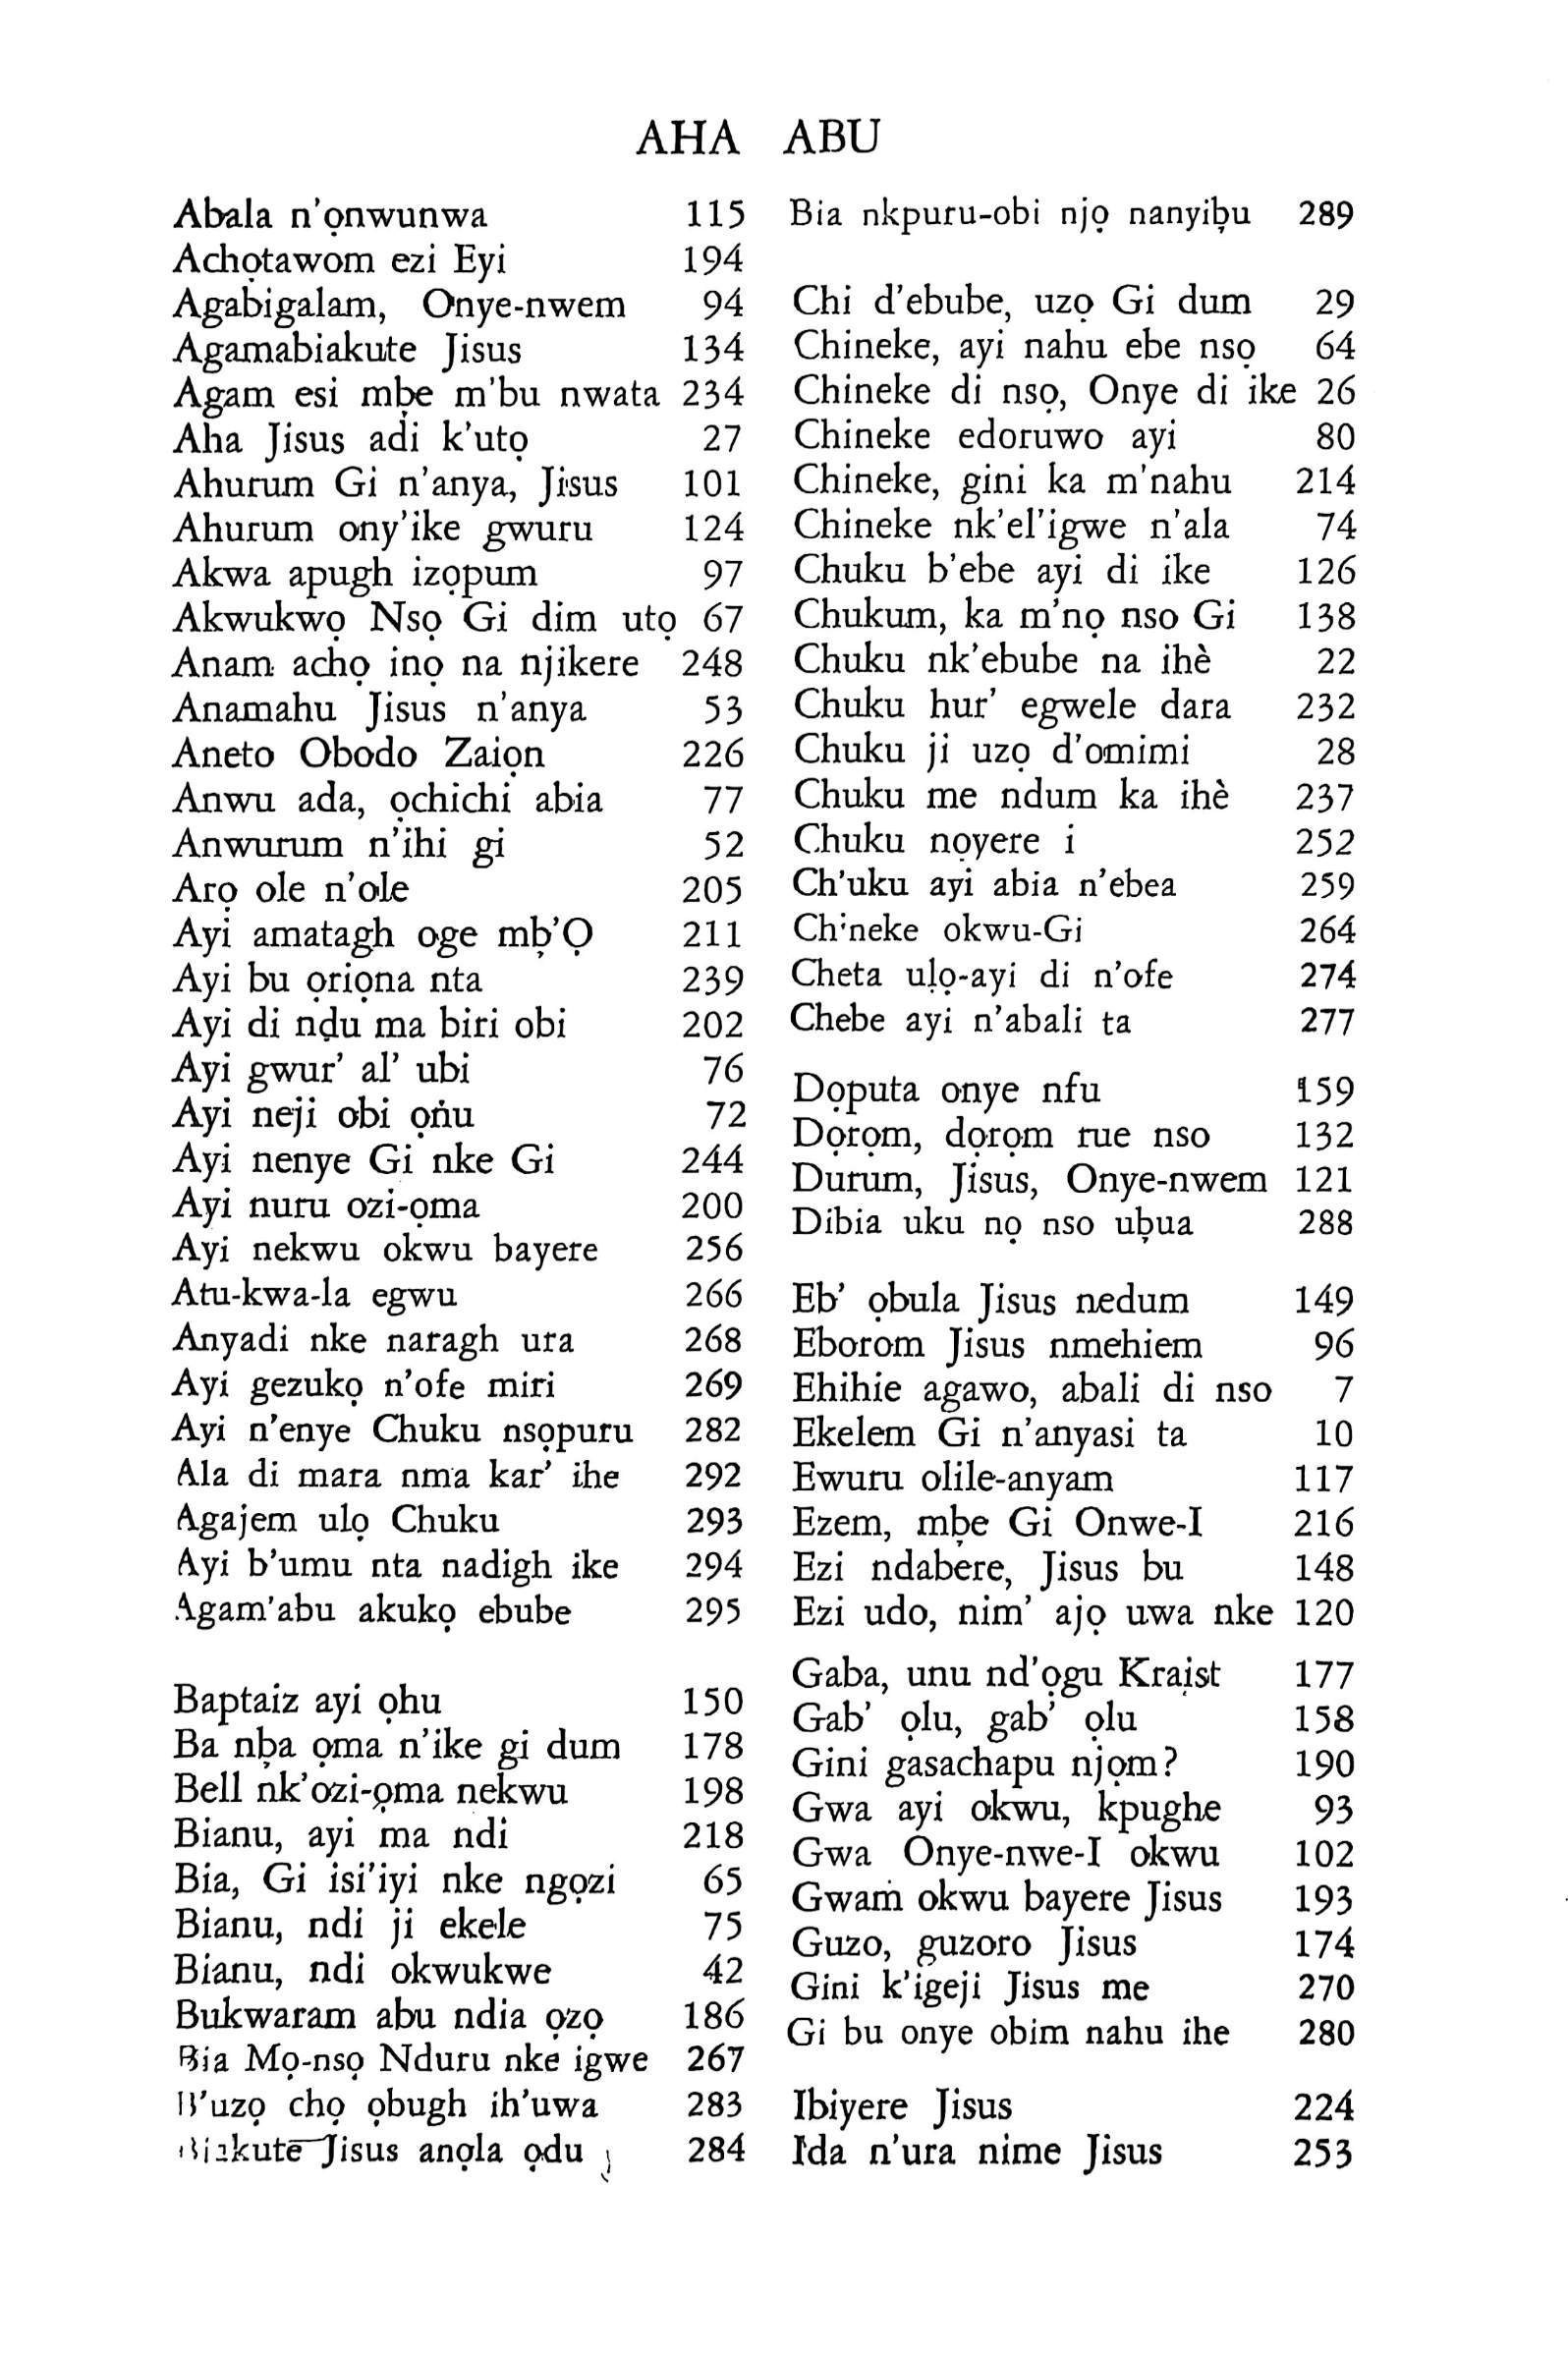 AHA ABU
Abala n'ọnwunwa 115
Achọtawom ezi Eyi 194
Agabigalam, Onye-nwem 94
Agamabiakute Jisus 134
Agam esi mb̩e m'bu nwata 234
Aha Jisus adi k'utọ 27
Ahurum Gi n'anya, Jisus 101
Ahurum ony'ike gwuru 124
Akwa apugh izọpum 97
Akwukwọ Nsọ Gi dim utọ 67
Anam achọ inọ na njikere 248
Anamahu Jisus n'anya 53
Aneto Obodo Zaiọn 226
Anwu ada, ọchichi abia 77
Anwurum n'ihi gi 52
Arọ ole n'ole 205
Ayi amatagh oge mb̩'Ọ 211
Ayi bu ọriọna nta 239
Ayi di nḍu ma biri obi 202
Ayi gwur' al' ubi 76
Ayi neji obi ọṅu 72
Ayi nenye Gi nke Gi 244
Ayi nuru ozi-ọma 200
Ayi nekwu okwu bayere 256
Atu-kwa-la egwu 266
Anyadi nke naragh ura 268
Ayi gezukọ n'ofe miri 269
Ayi n'enye Chuku nsọpuru 282
Ala di mara nma kar' ihe 292
Agajem ulọ Chuku 293
Ayi b'umu nta nadigh ike 294
Agam'abu akukọ ebube 295
Baptaiz ayi ọhu 150
Ba nb̩a ọma n'ike gi dum 178
Bell nk'ozi-ọma nekwu 198
Bianu, ayi ma ndi 218
Bia, Gi isi'iyi nke ngọzi 65
Bianu, ndi ji ekele 75
Bianu, ndi okwukwe 42
Bukwaram abu ndia ọzọ 186
Bia Mọ-nsọ Nduru nke igwe 267
B'uzọ chọ ọbugh ih'uwa 283
Biakute Jisus anọla ọdu 284
Bia nkpuru-obi njọ nanyib̩u 289
Chi d'ebube, uzọ Gi dum 29
Chineke, ayi nahu ebe nsọ 64
Chineke di nsọ, Onye di ike 26
Chineke edoruwo ayi 80
Chineke, gini ka m'nahu 214
Chineke nk'el'igwe n'ala 74
Chuku b'ebe ayi di ike 126
Chukum, ka m'nọ nso Gi 138
Chuku nk'ebube na ihè 22
Chuku hur' egwele dara 232
Chuku ji uzọ d'omimi 28
Chuku me ndum ka ihè 237
Chuku nọyere i 252
Ch'uku ayi abia n'ebea 259
Chineke okwu-Gi 264
Cheta ulọ-ayi di n'ofe 274
Chebe ayi n'abali ta 277
Dọputa onye nfu 159
Dọrọm, dọrọm rue nso 132
Durum, Jisus, Onye-nwem 121
Dibia uku nọ nso ub̩ua 288
Eb' ọbula Jisus nedum 149
Eborom Jisus nmehiem 96
Ehihie agawo, abali di nso 7
Ekelem Gi n'anyasi ta 10
Ewuru olile-anyam 117
Ezem, mb̩e Gi Onwe-I 216
Ezi ndabere, Jisus bu 148
Ezi udo, nim' ajọ uwa nke 120
Gaba, unu nd'ọgu Kraịst 177
Gab' ọlu, gab' ọlu 158
Gini gasachapu njọm? 190
Gwa ayi okwu, kpughe 93
Gwa Onye-nwe-I okwu 102
Gwaṁ okwu bayere Jisus 193
Guzo, guzoro Jisus 174
Gini k'igeji Jisus me 270
Gi bu onye obim nahu ihe 280
Ibiyere Jisus 224
Ida n'ura nime Jisus 253